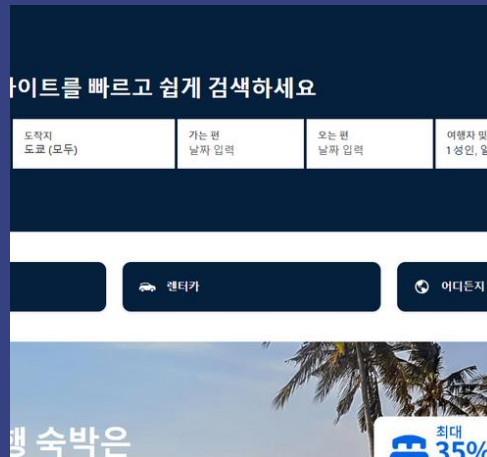 이트를 빠르고 쉽게 검색하세요
도착지
도쿄 (모두)
가는 편
날짜 입력
오는 편
날짜 입력
여행자 및
1 성인,
렌터카
어디든지
숙박은
최대
35%